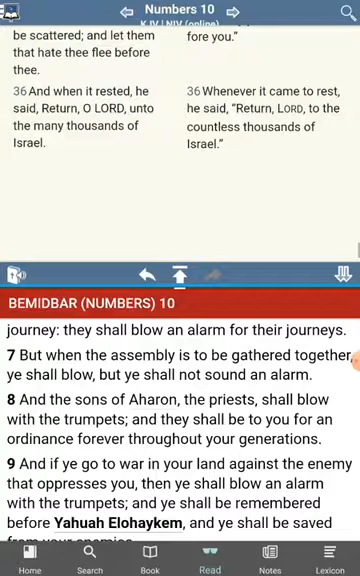 Numbers 10
KJV | NIV (online)
be scattered; and let them
that hate thee flee before
thee.
36 And when it rested, he
said, Return, O LORD, unto
the many thousands of
Israel.
fore you.”
36 Whenever it came to rest,
he said, “Return, LORD, to the
countless thousands of
Israel.”
BEMIDBAR (NUMBERS) 10
journey: they shall blow an alarm for their journeys.
7 But when the assembly is to be gathered together,
ye shall blow, but ye shall not sound an alarm.
8 And the sons of Aharon, the priests, shall blow
with the trumpets; and they shall be to you for an
ordinance forever throughout your generations.
9 And if ye go to war in your land against the enemy
that oppresses you, then ye shall blow an alarm
with the trumpets; and ye shall be remembered
before Yahuah Elohaykem, and ye shall be saved
from your enemies.
Home
Search
Book
Read
Notes
Lexicon